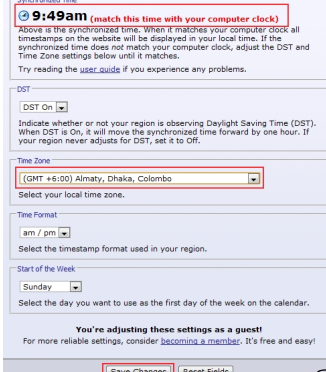 Synchronized Time
9:49am (match this time with your computer clock)
Above is the synchronized time. When it matches your computer clock all
timestamps on the website will be displayed in your local time. If the
synchronized time does not match your computer clock, adjust the DST and
Time Zone settings below until it matches.
Try reading the user guide if you experience any problems.
DST
DST On
Indicate whether or not your region is observing Daylight Saving Time (DST).
When DST is On, it will move the synchronized time forward by one hour. If
your region never adjusts for DST, set it to Off.
Time Zone
(GMT +6:00) Almaty, Dhaka, Colombo
Select your local time zone.
Time Format
am / pm
Select the timestamp format used in your region.
Start of the Week
Sunday
Select the day you want to use as the first day of the week on the calendar.
You're adjusting these settings as a guest!
For more reliable settings, consider becoming a member. It's free and easy!
Save Changes
Reset Fields